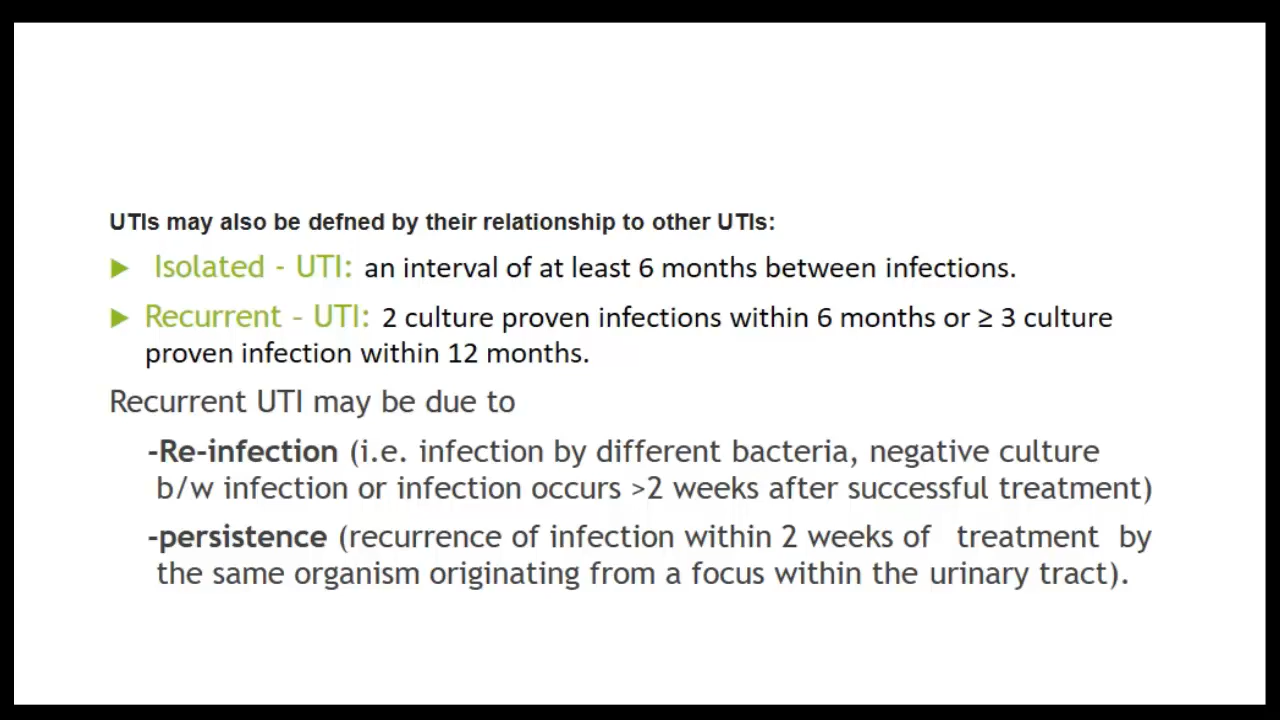 UTIs may also be defned by their relationship to other UTIs:
Isolated - UTI: an interval of at least 6 months between infections.
Recurrent - UTI: 2 culture proven infections within 6 months or ≥ 3 culture
proven infection within 12 months.
Recurrent UTI may be due to
-Re-infection (i.e. infection by different bacteria, negative culture
b/w infection or infection occurs >2 weeks after successful treatment)
-persistence (recurrence of infection within 2 weeks of treatment by
the same organism originating from a focus within the urinary tract).